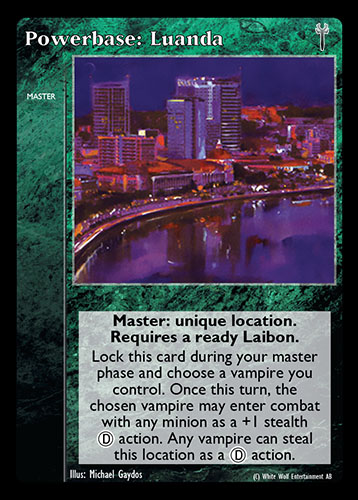 Powerbase: Luanda
MASTER
Master: unique location.
Requires a ready Laibon.
Lock this card during your master
phase and choose a vampire you
control. Once this turn, the
chosen vampire may enter combat
with any minion as a +1 stealth
Ⓓ action. Any vampire can steal
this location as a Ⓓ action.
Illus: Michael Gaydos
(C) White Wolf Entertainment AB